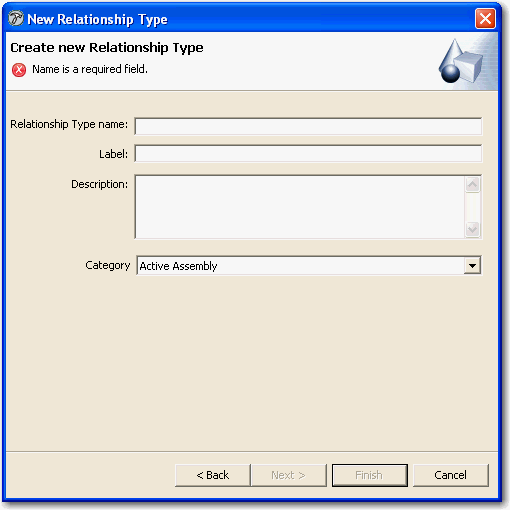 New Relationship Type
Create new Relationship Type
Name is a required field.
Relationship Type name:
Label:
Description:
Category Active Assembly
< Back Next > Finish Cancel